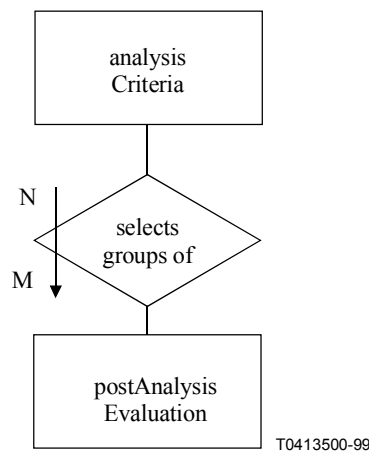 analysis
Criteria
N
selects
groups of
M
postAnalysis
Evaluation
T0413500-99